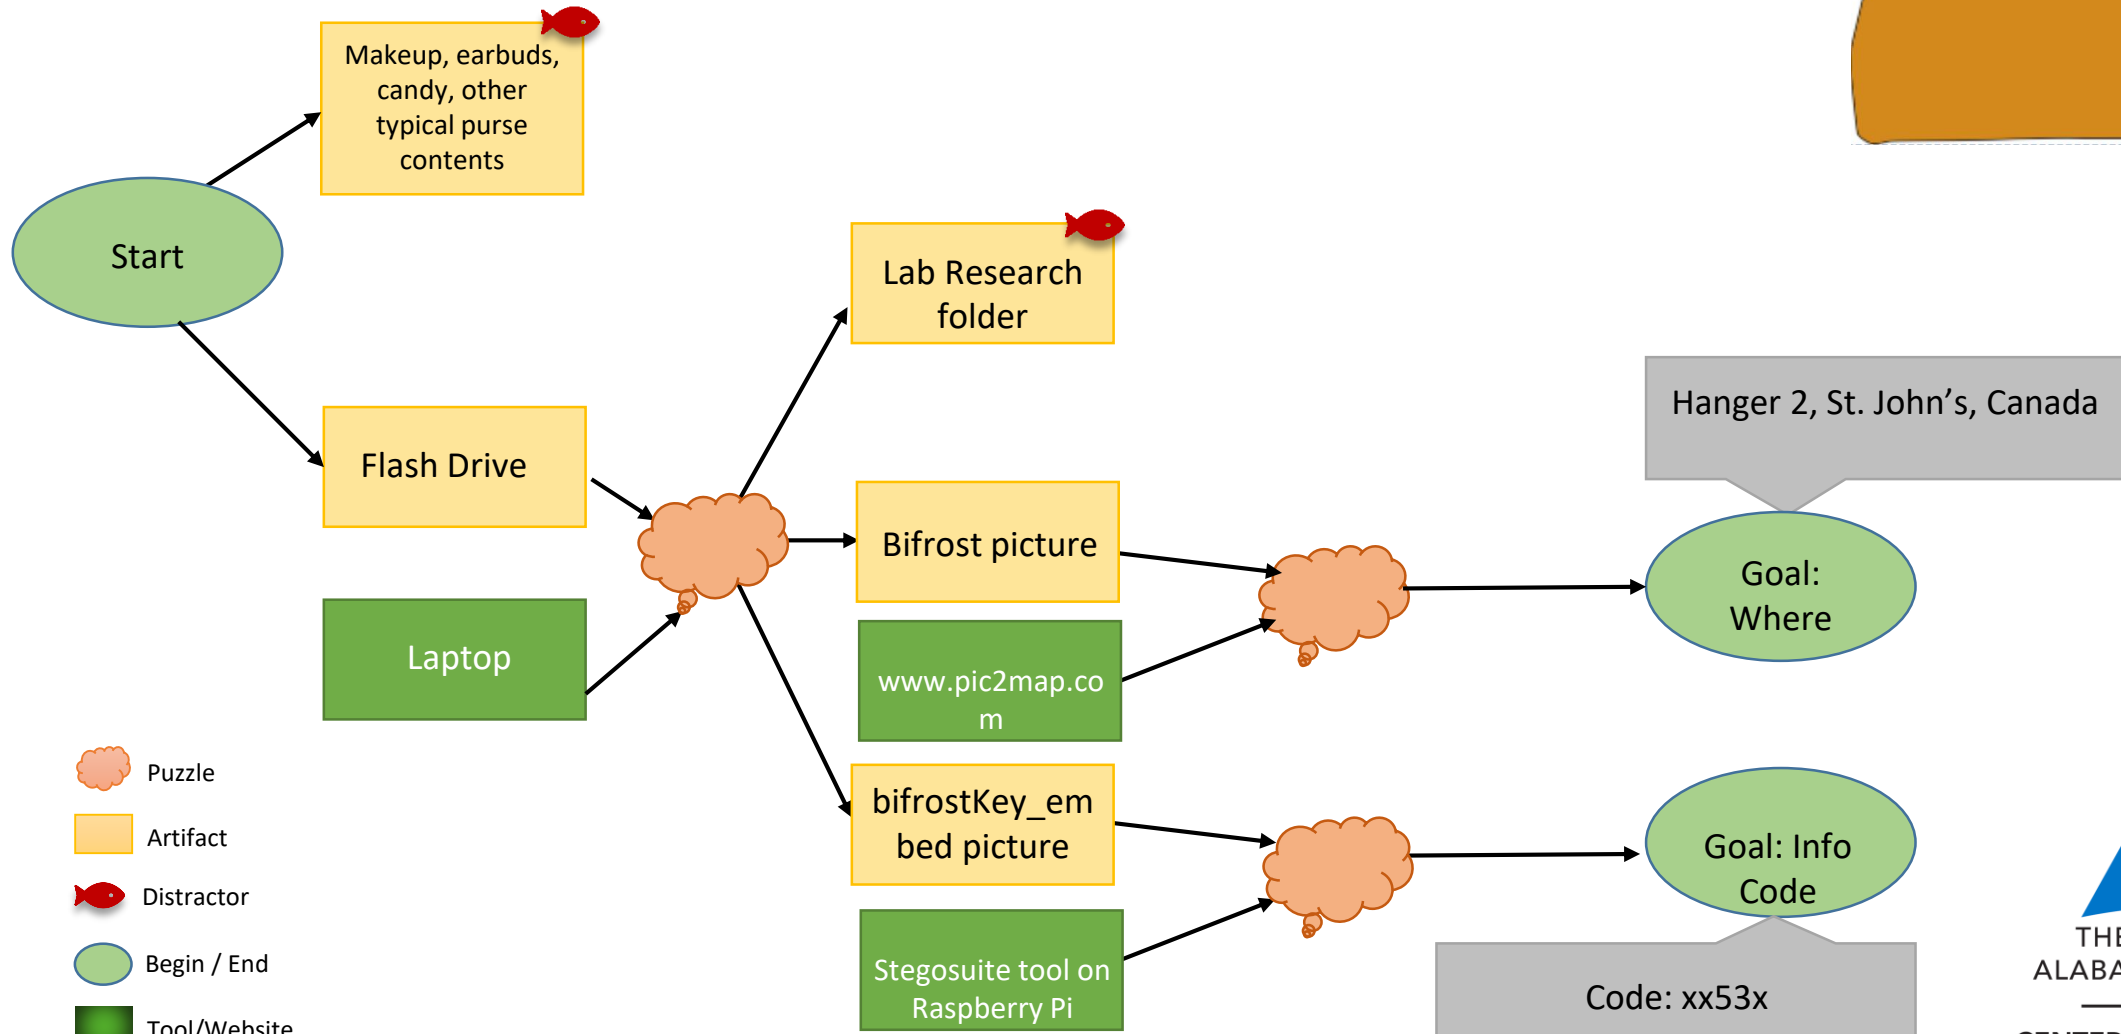 Makeup, earbuds,
candy, other
typical purse
contents
Start
Lab Research
folder
Hanger 2, St. John’s, Canada
Flash Drive
Bifrost picture
Goal:
Where
Laptop
www.pic2map.co
m
Puzzle
bifrostKey_em
bed picture
Artifact
Goal: Info
Code
Distractor
THE
ALABA
Begin / End
Stegosuite tool on
Raspberry Pi
Code: xx53x
Tool/Website